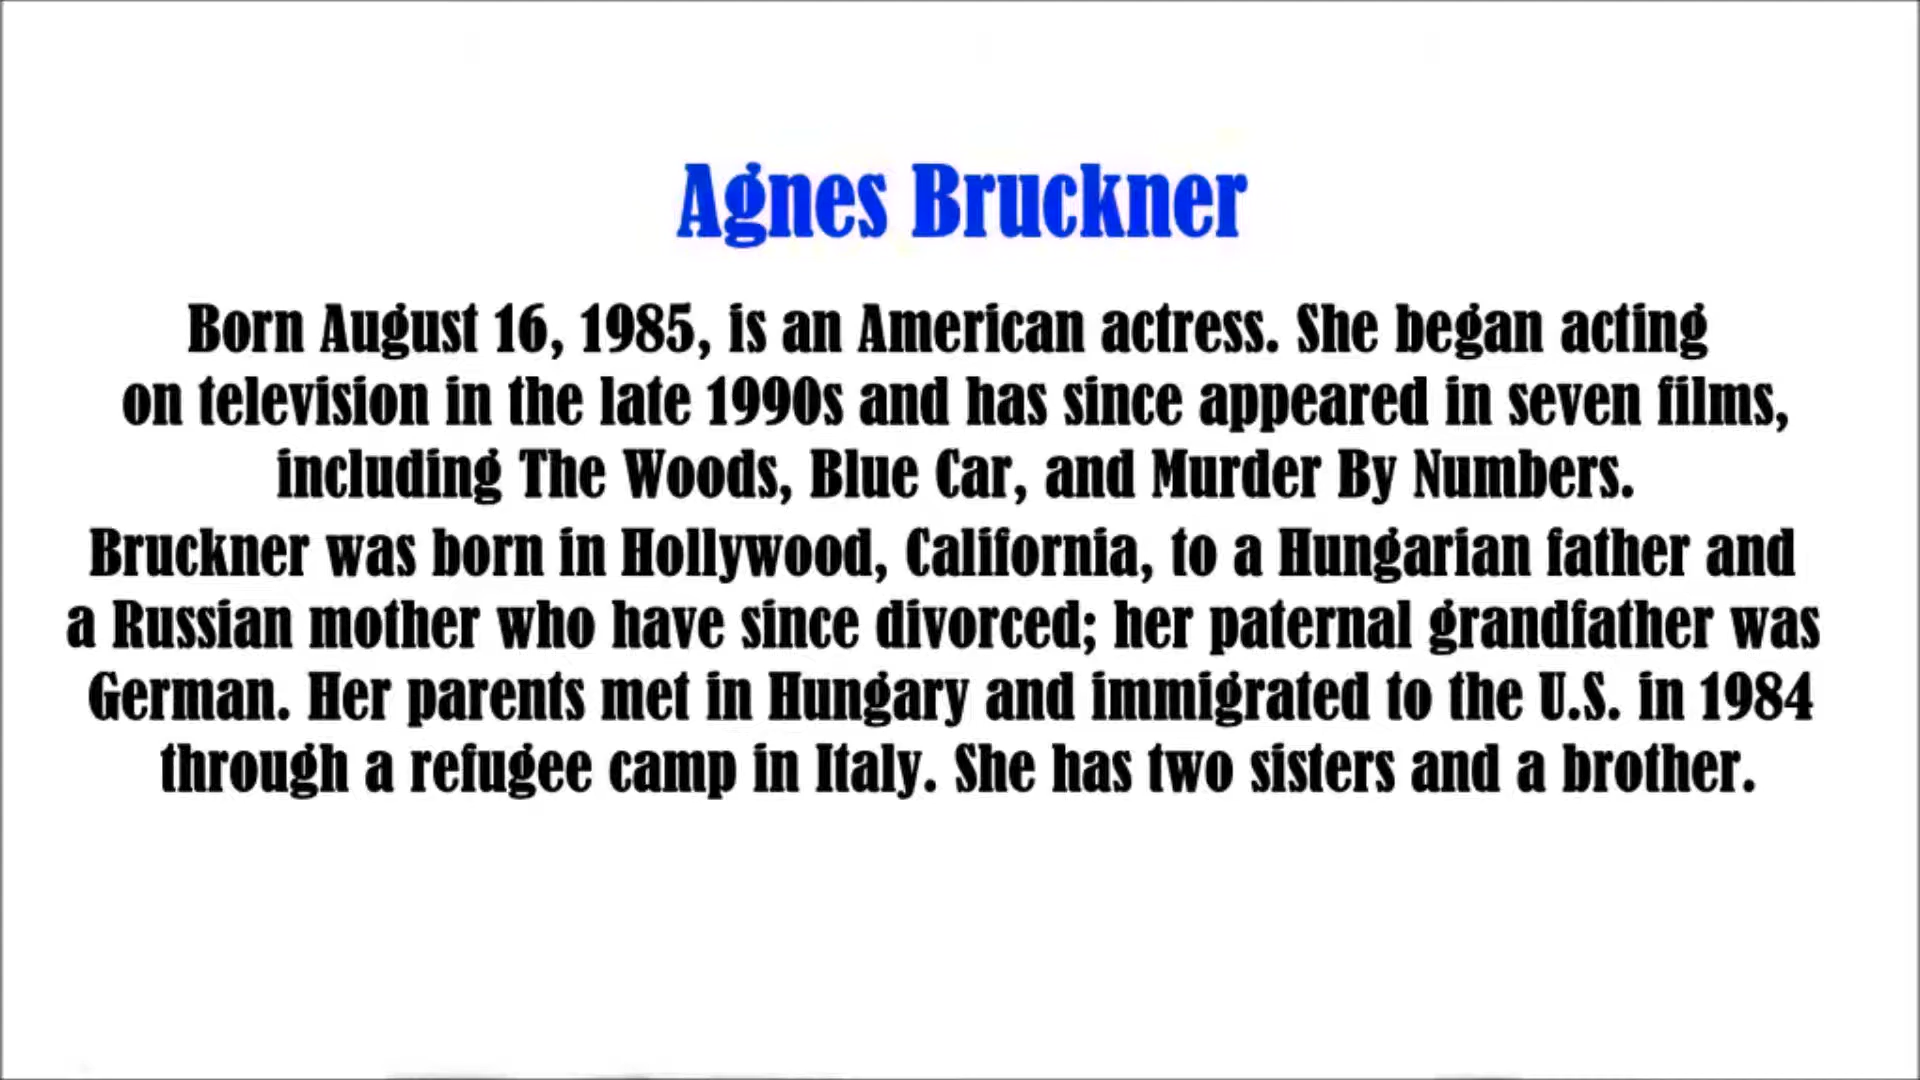 Agnes Bruckner
Born August 16, 1985, is an American actress. She began acting
on television in the late 1990s and has since appeared in seven films,
including The Woods, Blue Car, and Murder By Numbers.
Bruckner was born in Hollywood, California, to a Hungarian father and
a Russian mother who have since divorced; her paternal grandfather was
German. Her parents met in Hungary and immigrated to the U.S. in 1984
through a refugee camp in Italy. She has two sisters and a brother.